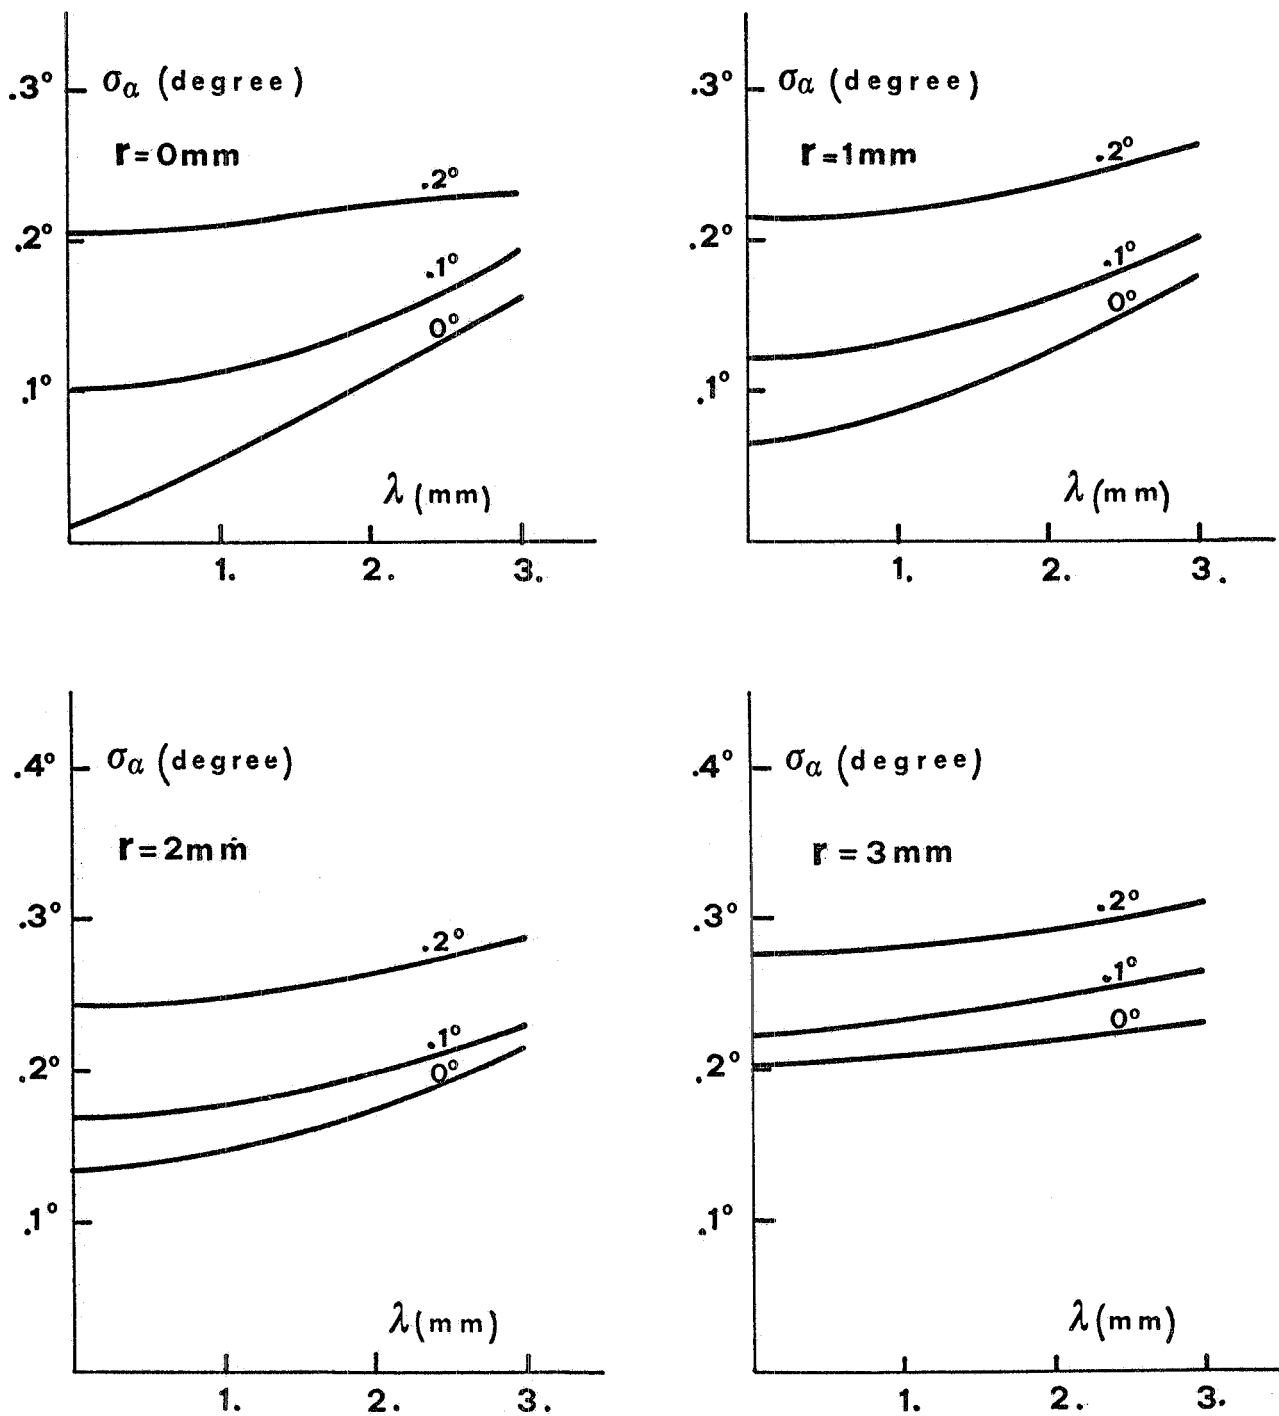 .3° σα (degree)
r=0mm
.2°
.2°
.1°
0°
.1°
λ(mm)
1. 2. 3.
.3° σα (degree)
r=1mm
.2°
.2°
.1°
0°
.1°
λ(mm)
1. 2. 3.
.4° σα (degree)
r=2mm
.3°
.2°
.1°
.2°
0°
.1°
λ(mm)
1. 2. 3.
.4° σα (degree)
r=3mm
.3°
.2°
.1°
0°
.2°
.1°
λ(mm)
1. 2. 3.